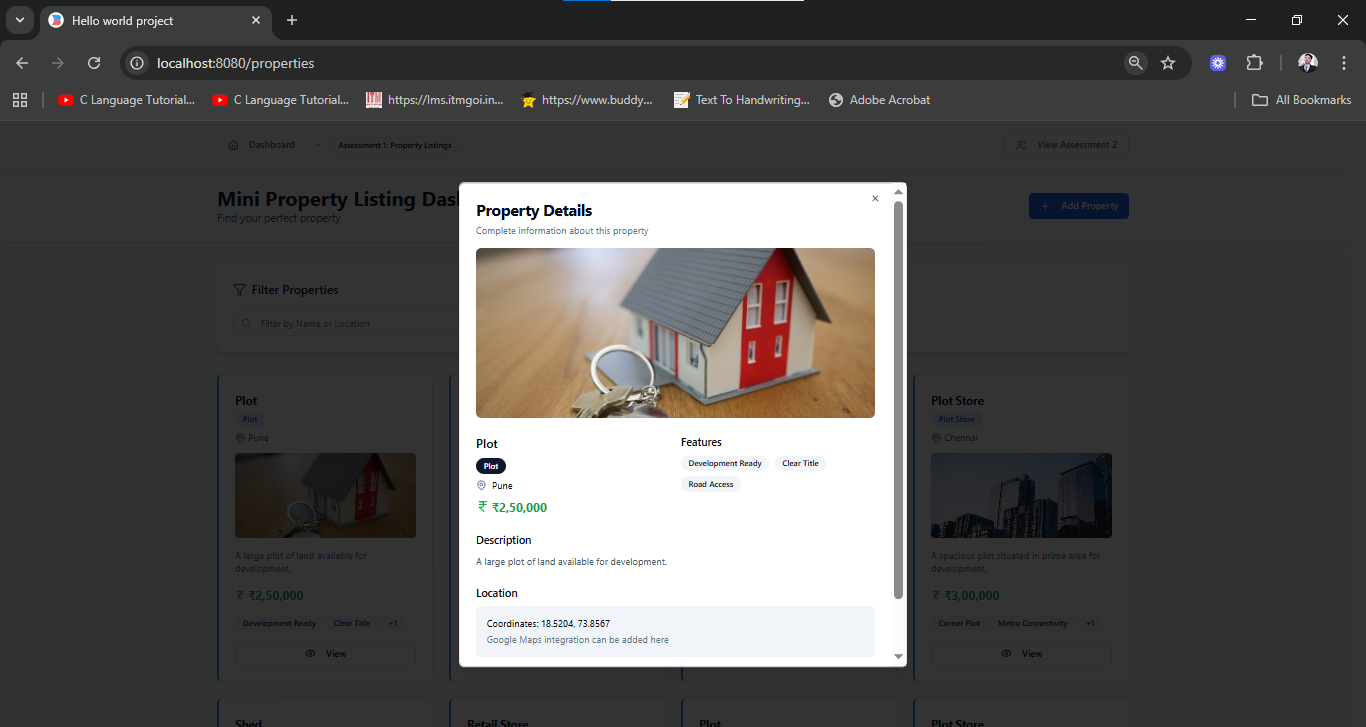 Hello world project
localhost:8080/properties
C Language Tutorial...
C Language Tutorial...
https://lms.itmgoi.in...
https://www.buddy...
Text To Handwriting...
Adobe Acrobat
All Bookmarks
Dashboard
Assessment 1: Property Listings
View Assessment 2
Mini Property Listing Das
Find your perfect property
Add Property
Filter Properties
Filter by Name or Location
Property Details
Complete information about this property
Plot
Plot
Pune
₹ ₹2,50,000
Features
Development Ready
Clear Title
Road Access
Description
A large plot of land available for development.
Location
Coordinates: 18.5204, 73.8567
Google Maps integration can be added here
Plot
Plot
Pune
A large plot of land available for
development.
₹ ₹2,50,000
Development Ready
Clear Title
+1
View
Plot Store
Plot Store
Chennai
A spacious plot situated in prime area for
development.
₹ ₹3,00,000
Corner Plot
Metro Connectivity
+1
View
Shed
Retail Store
Plot
Plot Store